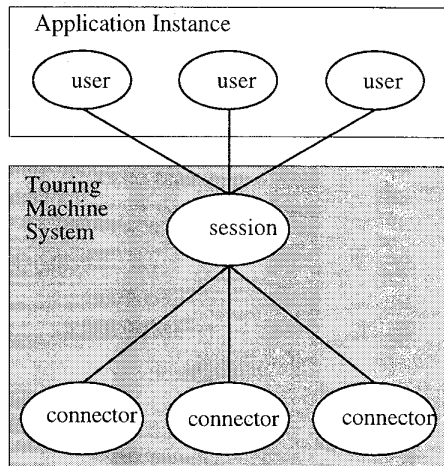 Application Instance
user user user
Touring
Machine
System
session
connector connector connector